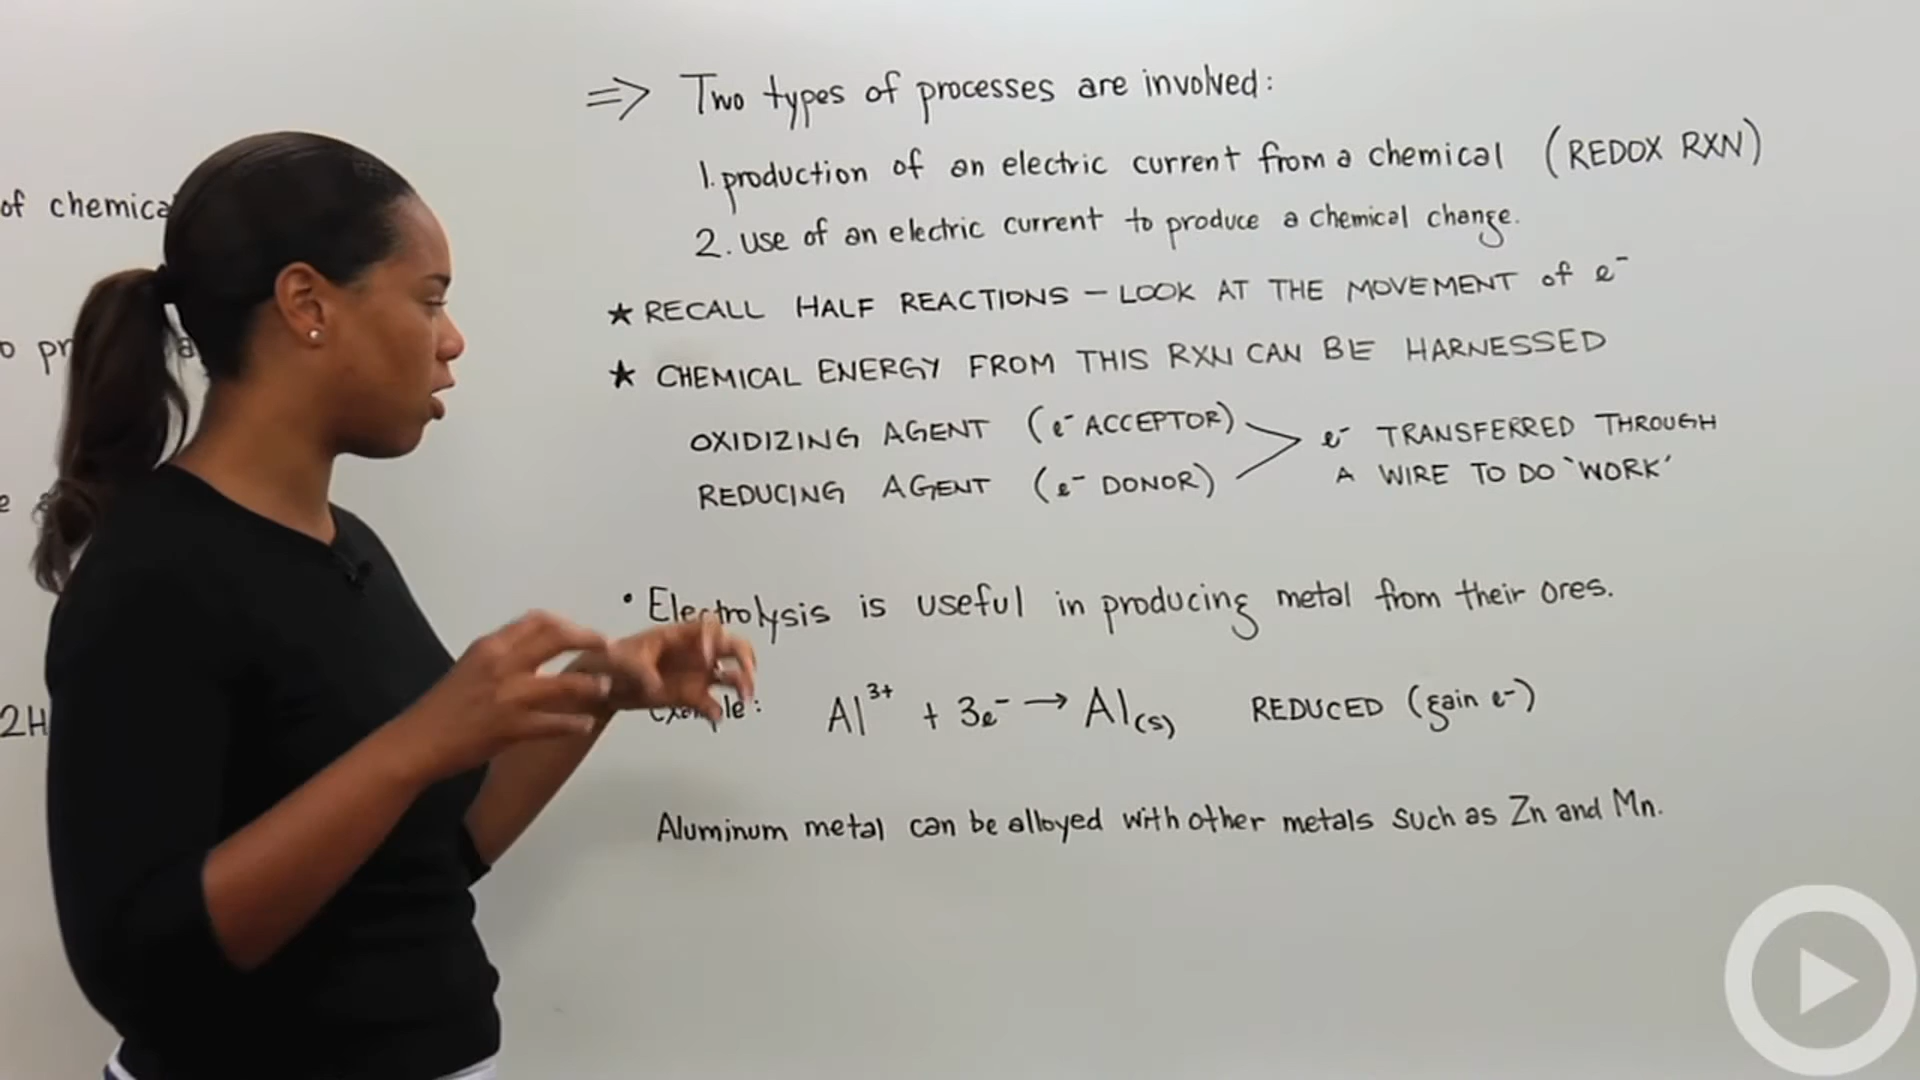 ⇒ Two types of processes are involved:
of chemica
1. production of an electric current from a chemical (REDOX RXN)
2. use of an electric current to produce a chemical change.
★ RECALL HALF REACTIONS – LOOK AT THE MOVEMENT of e⁻
★ CHEMICAL ENERGY FROM THIS RXN CAN BE HARNESSED
OXIDIZING AGENT (e⁻ ACCEPTOR)
REDUCING AGENT (e⁻ DONOR)
e⁻ TRANSFERRED THROUGH
A WIRE TO DO 'WORK'
• Electrolysis is useful in producing metal from their ores.
2H
Example: Al³⁺ + 3e⁻ → Al(s) REDUCED (gain e⁻)
Aluminum metal can be alloyed with other metals such as Zn and Mn.